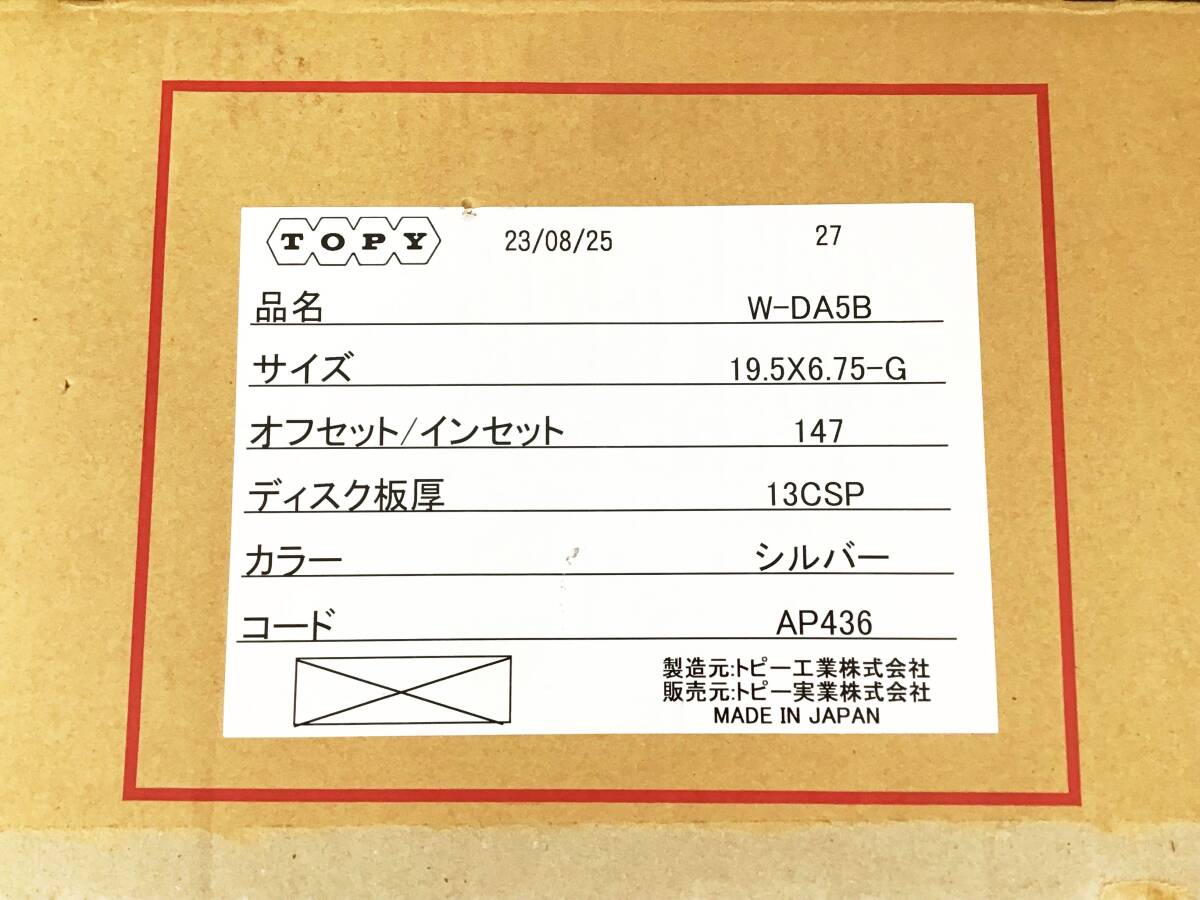 TOPY 23/08/25 27
品名 W-DA5B
サイズ 19.5X6.75-G
オフセット/インセット 147
ディスク板厚 13CSP
カラー シルバー
コード AP436
製造元:トピー工業株式会社
販売元:トピー実業株式会社
MADE IN JAPAN